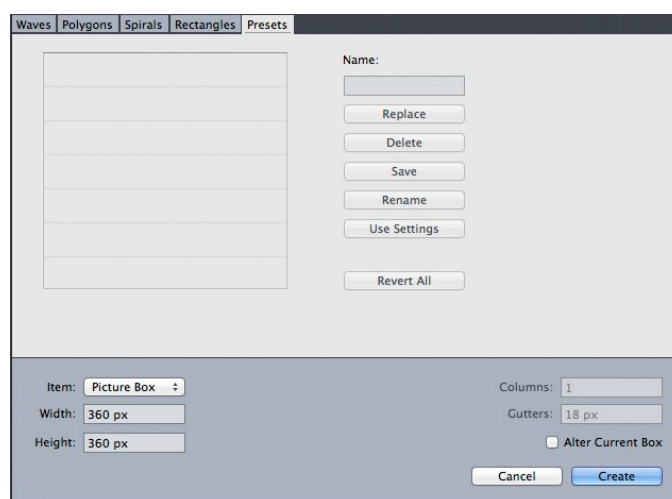 Waves Polygons Spirals Rectangles Presets
Name:
Replace
Delete
Save
Rename
Use Settings
Revert All
Item: Picture Box
Width: 360 px
Height: 360 px
Columns: 1
Gutters: 18 px
Alter Current Box
Cancel Create